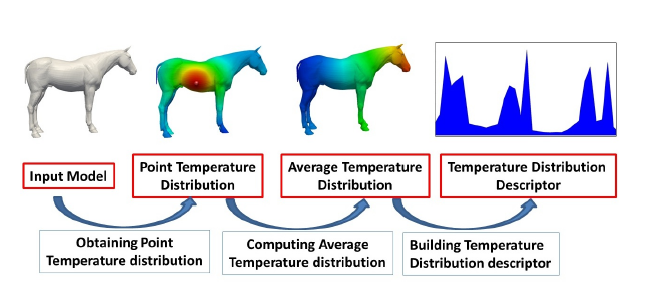 Input Model
Point Temperature
Distribution
Average Temperature
Distribution
Temperature Distribution
Descriptor
Obtaining Point
Temperature distribution
Computing Average
Temperature distribution
Building Temperature
Distribution descriptor